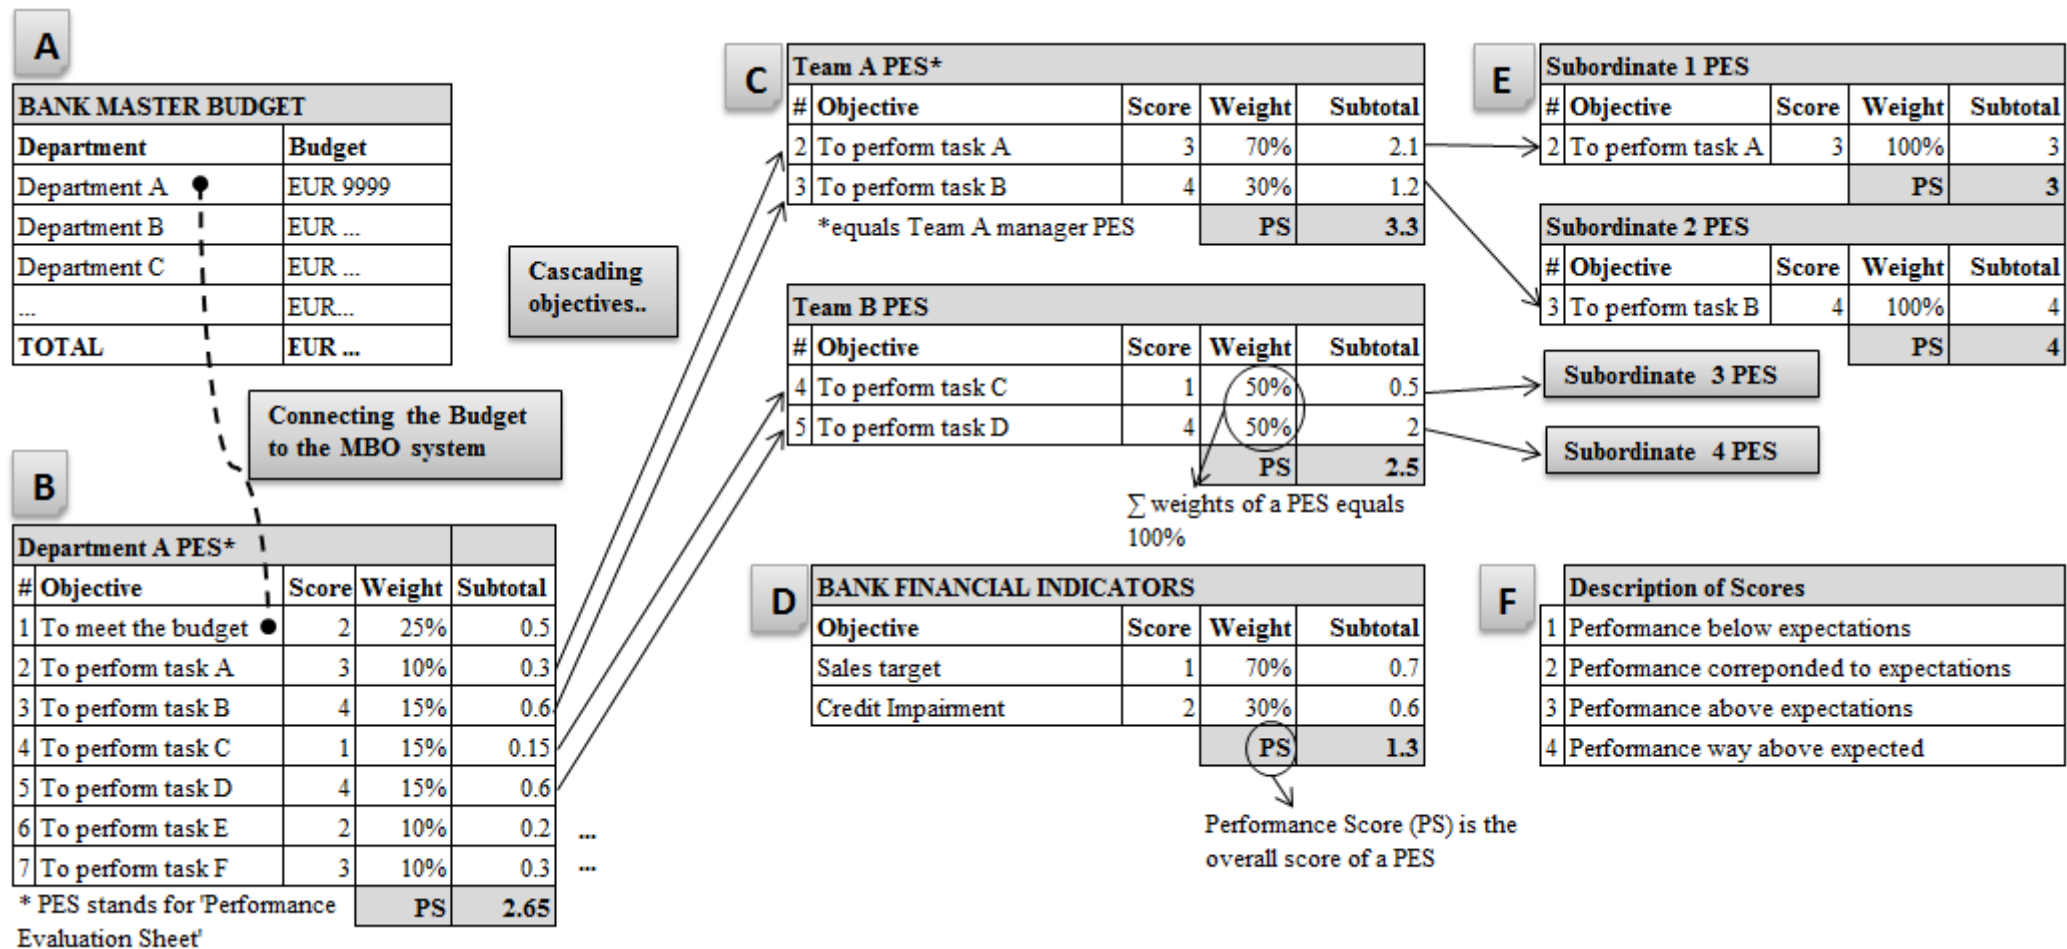 A
BANK MASTER BUDGET
Department Budget
Department A EUR 9999
Department B EUR ...
Department C EUR ...
... EUR...
TOTAL EUR ...
Connecting the Budget
to the MBO system
B
Department A PES*
# Objective Score Weight Subtotal
1 To meet the budget 2 25% 0.5
2 To perform task A 3 10% 0.3
3 To perform task B 4 15% 0.6
4 To perform task C 1 15% 0.15
5 To perform task D 4 15% 0.6
6 To perform task E 2 10% 0.2 ...
7 To perform task F 3 10% 0.3 ...
PS 2.65
* PES stands for 'Performance
Evaluation Sheet'
Cascading
objectives..
C
Team A PES*
# Objective Score Weight Subtotal
2 To perform task A 3 70% 2.1
3 To perform task B 4 30% 1.2
*equals Team A manager PES PS 3.3
Team B PES
# Objective Score Weight Subtotal
4 To perform task C 1 50% 0.5
5 To perform task D 4 50% 2
PS 2.5
∑ weights of a PES equals
100%
D
BANK FINANCIAL INDICATORS
Objective Score Weight Subtotal
Sales target 1 70% 0.7
Credit Impairment 2 30% 0.6
PS 1.3
Performance Score (PS) is the
overall score of a PES
E
Subordinate 1 PES
# Objective Score Weight Subtotal
2 To perform task A 3 100% 3
PS 3
Subordinate 2 PES
# Objective Score Weight Subtotal
3 To perform task B 4 100% 4
PS 4
Subordinate 3 PES
Subordinate 4 PES
F
Description of Scores
1 Performance below expectations
2 Performance correponded to expectations
3 Performance above expectations
4 Performance way above expected